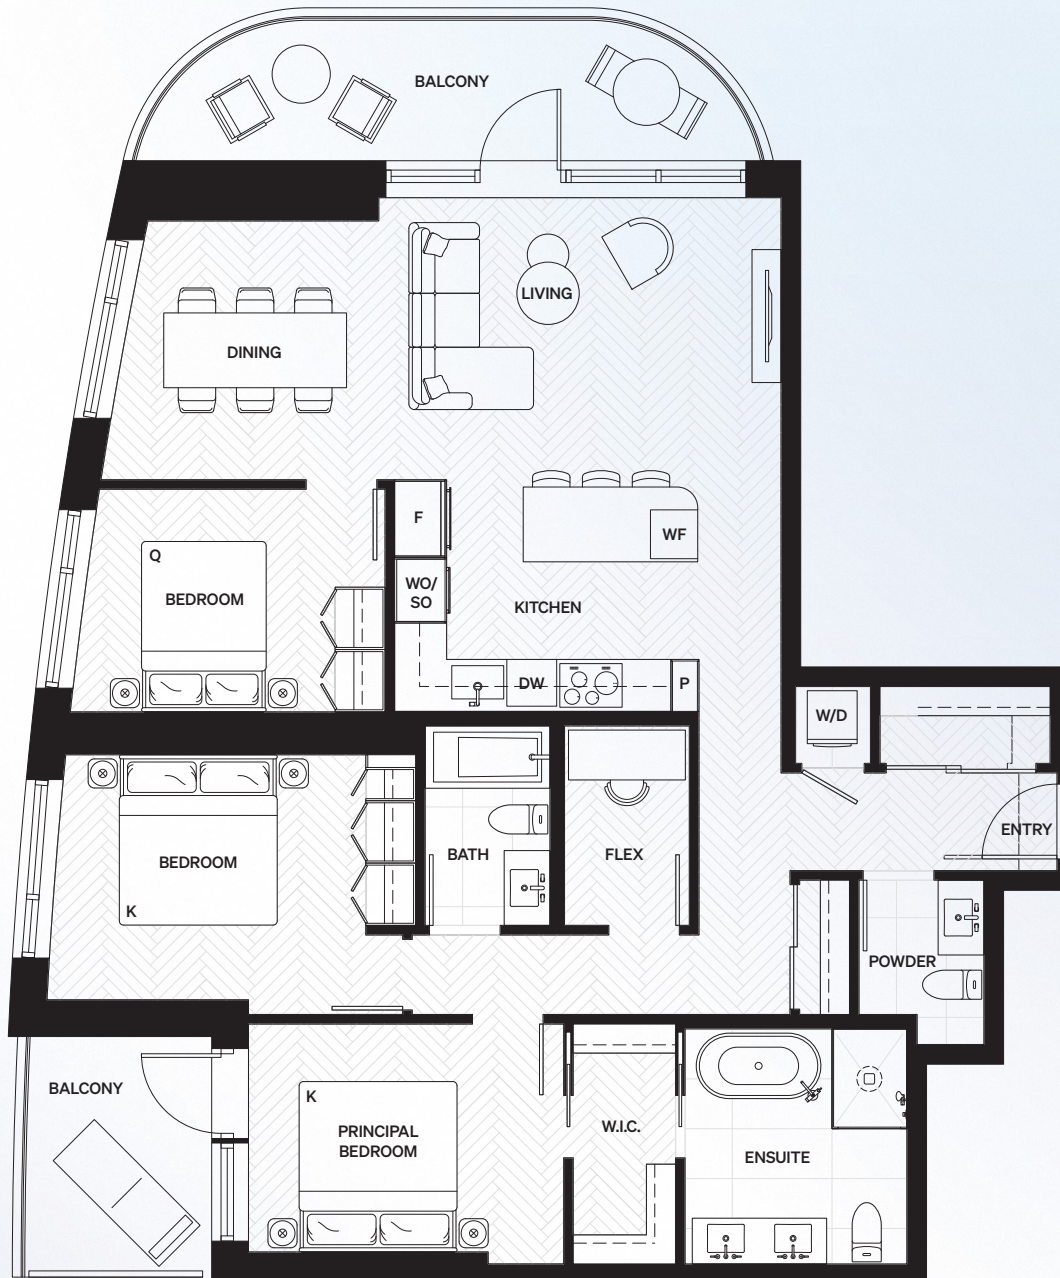 BALCONY
LIVING
DINING
F
WF
Q
WO/
SO
BEDROOM
KITCHEN
DW
P
W/D
ENTRY
BATH
FLEX
BEDROOM
K
POWDER
BALCONY
K
PRINCIPAL
BEDROOM
W.I.C.
ENSUITE